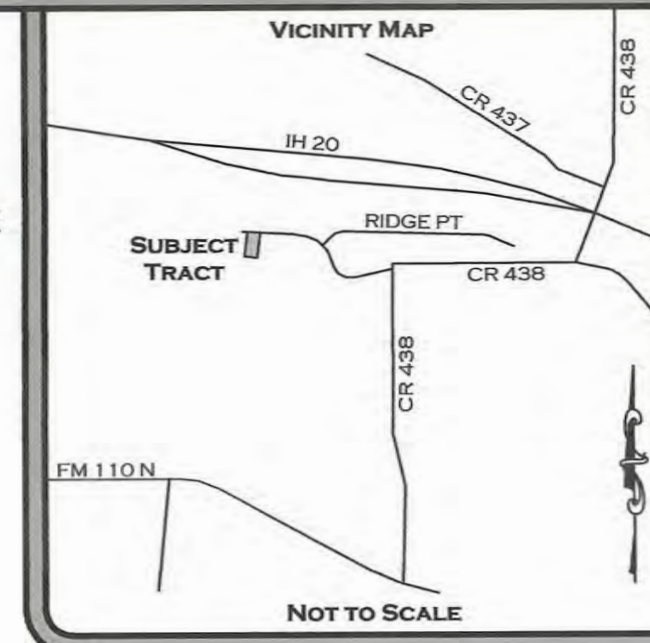 VICINITY MAP
CR 438
CR 437
IH 20
RIDGE PT
SUBJECT
TRACT
CR 438
CR 438
FM 110 N
NOT TO SCALE